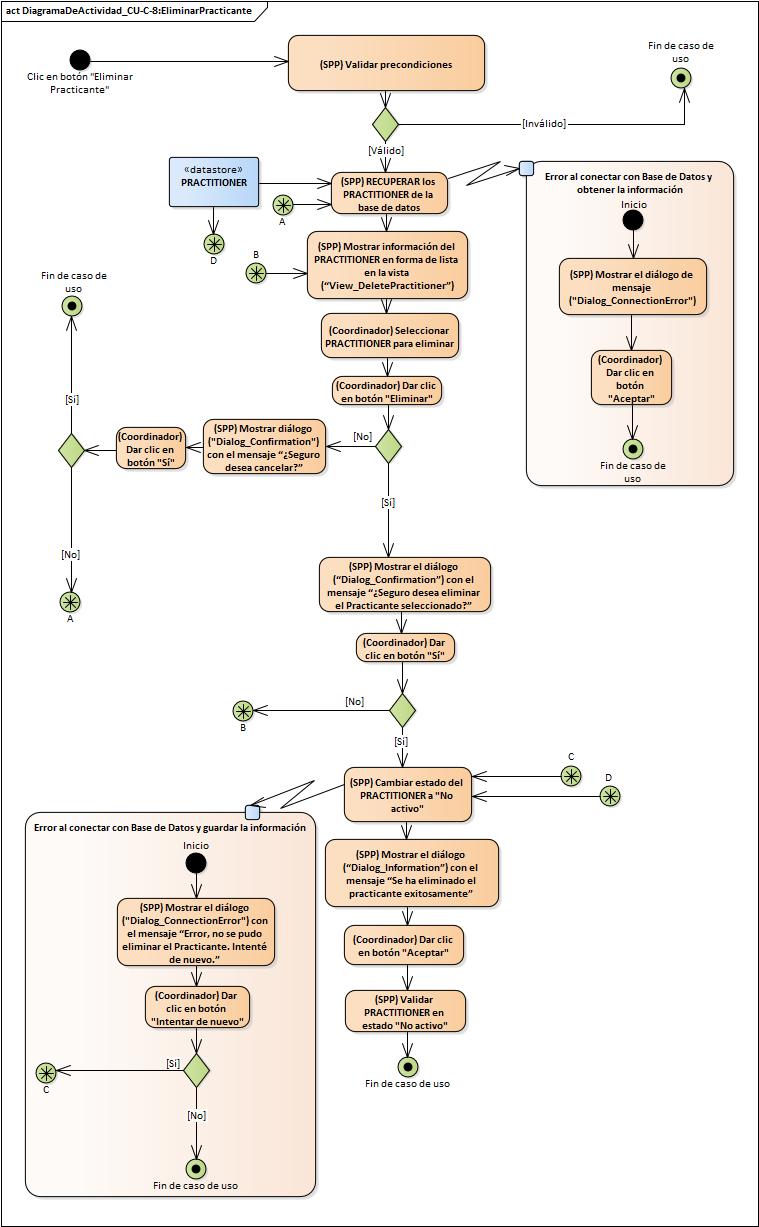 act DiagramaDeActividad_CU-C-8:EliminarPracticante
Clic en botón "Eliminar
Practicante"
(SPP) Validar precondiciones
Fin de caso de
uso
[Inválido]
[Válido]
«datastore»
PRACTITIONER
D
A
(SPP) RECUPERAR los
PRACTITIONER de la
base de datos
B
(SPP) Mostrar información del
PRACTITIONER en forma de lista
en la vista
("View_DeletePractitioner”)
(Coordinador) Seleccionar
PRACTITIONER para eliminar
(Coordinador) Dar clic
en botón "Eliminar"
Error al conectar con Base de Datos y
obtener la información
Inicio
(SPP) Mostrar el diálogo de
mensaje
("Dialog_ConnectionError")
(Coordinador)
Dar clic en
botón
"Aceptar"
Fin de caso de
uso
Fin de caso de
uso
[Sí]
(Coordinador)
Dar clic en
botón "Sí"
(SPP) Mostrar diálogo
("Dialog_Confirmation")
con el mensaje “¿Seguro
desea cancelar?”
[No]
[Sí]
[No]
A
(SPP) Mostrar el diálogo
(“Dialog_Confirmation”) con el
mensaje “¿Seguro desea eliminar
el Practicante seleccionado?”
(Coordinador) Dar
clic en botón "Sí"
[No]
B
[Sí]
(SPP) Cambiar estado del
PRACTITIONER a "No
activo"
C
D
(SPP) Mostrar el diálogo
(“Dialog_Information”) con el
mensaje “Se ha eliminado el
practicante exitosamente”
(Coordinador) Dar clic
en botón "Aceptar"
(SPP) Validar
PRACTITIONER en
estado "No activo"
Fin de caso de uso
Error al conectar con Base de Datos y guardar la información
Inicio
(SPP) Mostrar el diálogo
("Dialog_ConnectionError") con
el mensaje “Error, no se pudo
eliminar el Practicante. Intenté
de nuevo.”
(Coordinador) Dar
clic en botón
"Intentar de nuevo"
[Sí]
C
[No]
Fin de caso de uso